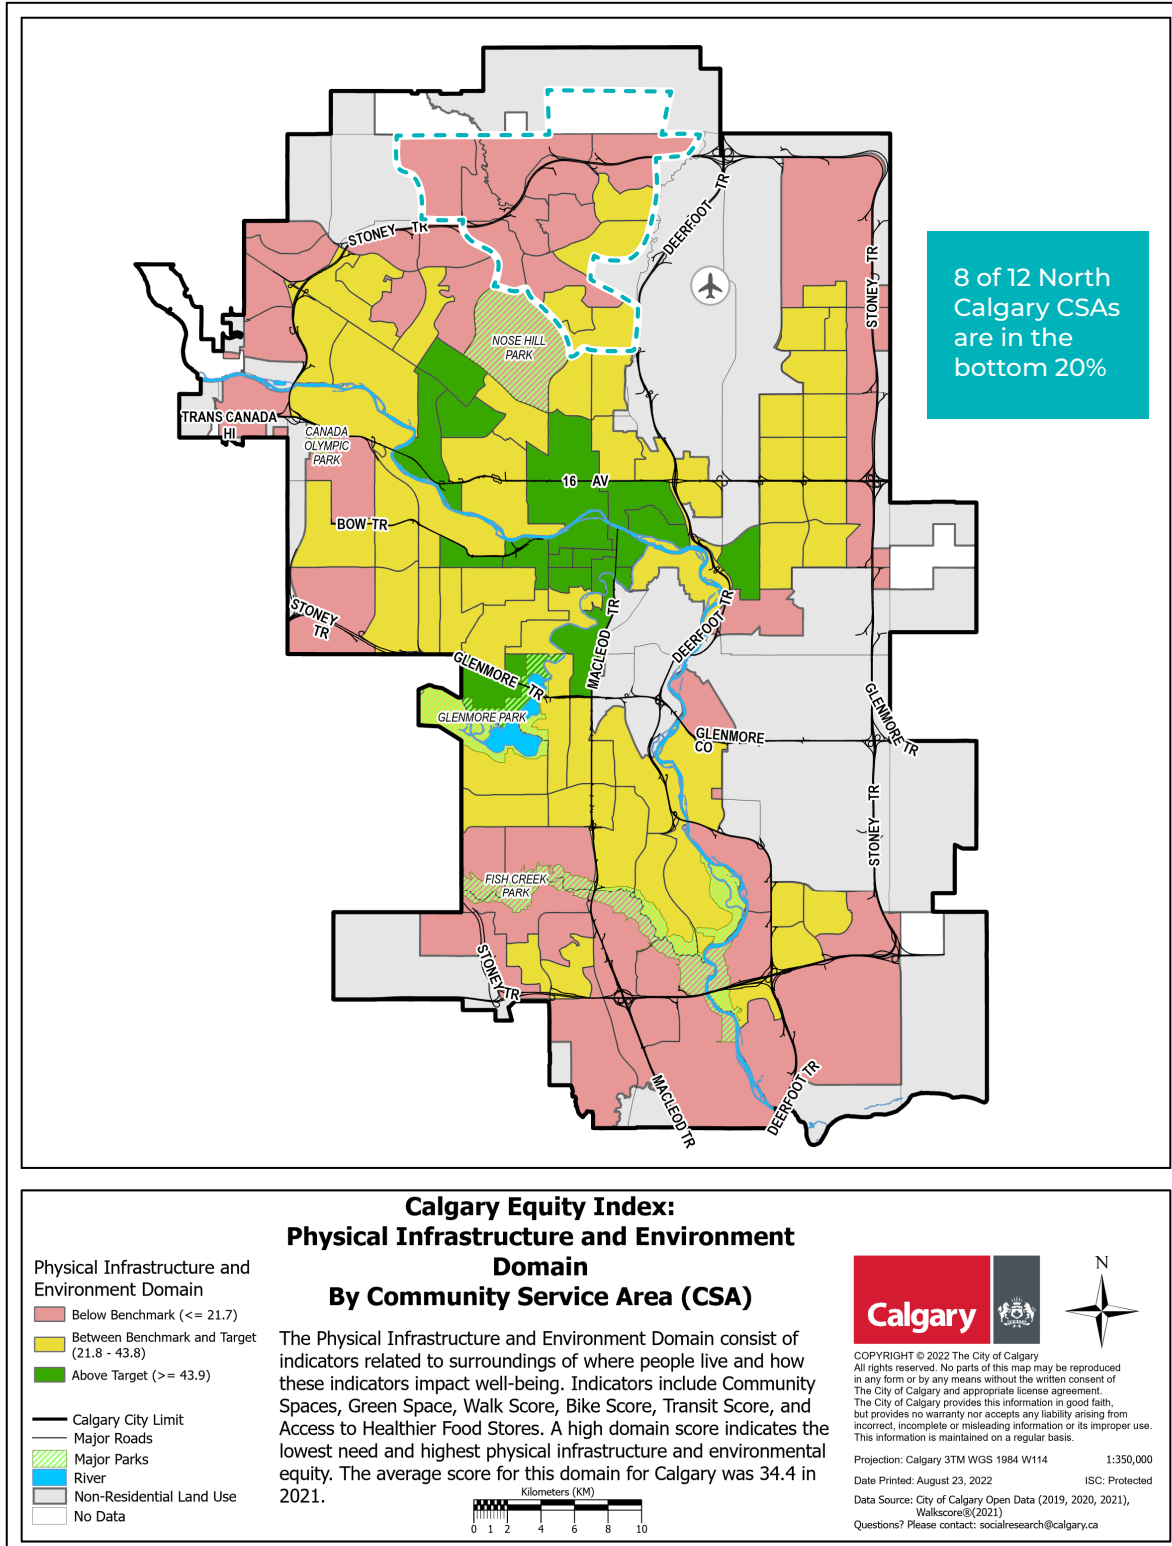 STONEY TR
DEERFOOT TR
STONEY TR
NOSE HILL
PARK
8 of 12 North
Calgary CSAs
are in the
bottom 20%
TRANS CANADA
HI
CANADA
OLYMPIC
PARK
16 AV
BOW TR
STONEY
TR
MACLEOD TR
DEERFOOT TR
GLENMORE TR
GLENMORE PARK
GLENMORE
CO
GLENMORE TR
STONEY TR
FISH CREEK
PARK
STONEY TR
MACLEOD TR
DEERFOOT TR
Calgary Equity Index:
Physical Infrastructure and Environment
Domain
By Community Service Area (CSA)
Physical Infrastructure and
Environment Domain
Below Benchmark (<= 21.7)
Between Benchmark and Target
(21.8 - 43.8)
Above Target (>= 43.9)
Calgary City Limit
Major Roads
Major Parks
River
Non-Residential Land Use
No Data
The Physical Infrastructure and Environment Domain consist of
indicators related to surroundings of where people live and how
these indicators impact well-being. Indicators include Community
Spaces, Green Space, Walk Score, Bike Score, Transit Score, and
Access to Healthier Food Stores. A high domain score indicates the
lowest need and highest physical infrastructure and environmental
equity. The average score for this domain for Calgary was 34.4 in
2021.
Kilometers (KM)
0 1 2 4 6 8 10
Calgary
N
COPYRIGHT © 2022 The City of Calgary
All rights reserved. No parts of this map may be reproduced
in any form or by any means without the written consent of
The City of Calgary and appropriate license agreement.
The City of Calgary provides this information in good faith,
but provides no warranty nor accepts any liability arising from
incorrect, incomplete or misleading information or its improper use.
This information is maintained on a regular basis.
Projection: Calgary 3TM WGS 1984 W114 1:350,000
Date Printed: August 23, 2022 ISC: Protected
Data Source: City of Calgary Open Data (2019, 2020, 2021),
Walkscore®(2021)
Questions? Please contact: socialresearch@calgary.ca